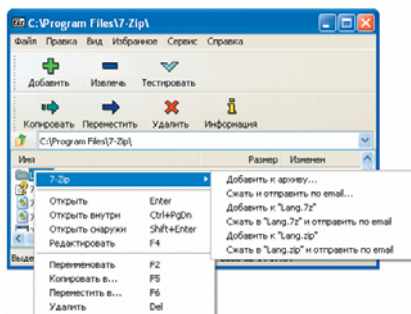 C:\Program Files\7-Zip\
Файл Правка Вид Избранное Сервис Справка
Добавить Извлечь Тестировать
Копировать Переместить Удалить Информация
C:\Program Files\7-Zip\
Имя Размер Изменен
7-Zip
Открыть Enter
Открыть внутри Ctrl+PgDn
Открыть снаружи Shift+Enter
Редактировать F4
Переименовать F2
Копировать в... F5
Переместить в... F6
Удалить Del
Добавить к архиву...
Сжать и отправить по email...
Добавить к "Lang.7z"
Сжать в "Lang.7z" и отправить по email
Добавить к "Lang.zip"
Сжать в "Lang.zip" и отправить по email